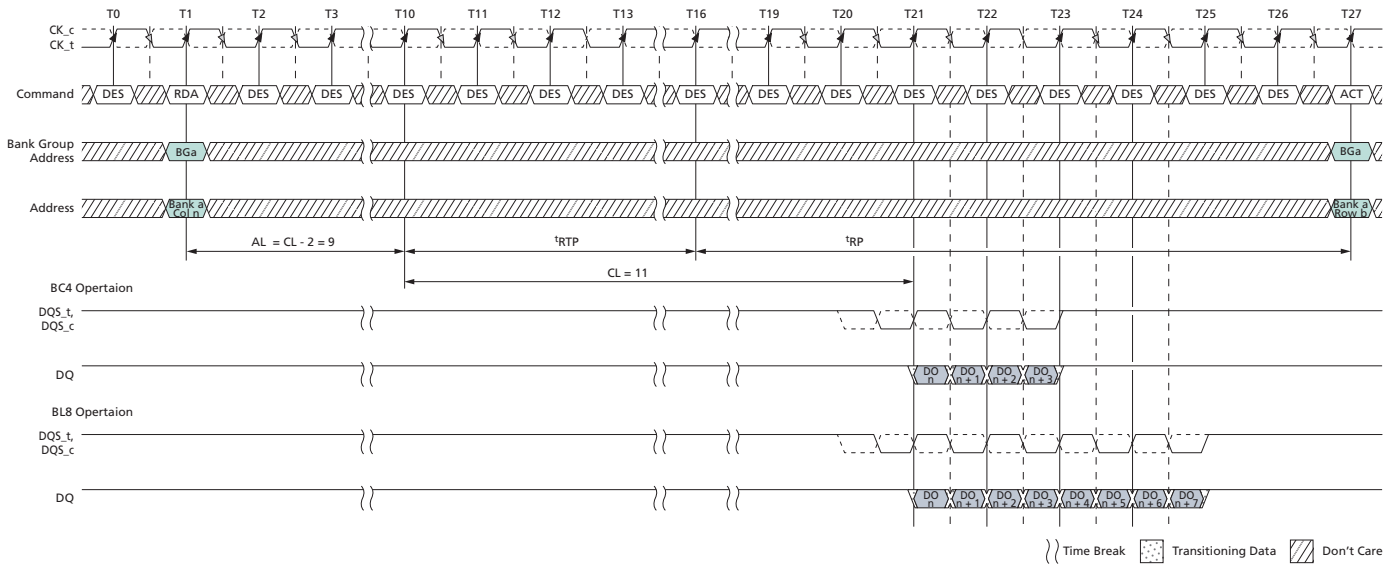 T0 T1 T2 T3 T10 T11 T12 T13 T16 T19 T20 T21 T22 T23 T24 T25 T26 T27
CK_c
CK_t
Command DES RDA DES DES DES DES DES DES DES DES DES DES DES DES DES DES DES ACT
Bank Group
Address BGa BGa
Address Bank a
Col n Bank a
Row b
AL = CL - 2 = 9 tRTP tRP
CL = 11
BC4 Opertaion
DQS_t,
DQS_c
DQ DO
n DO
n + 1 DO
n + 2 DO
n + 3
BL8 Opertaion
DQS_t,
DQS_c
DQ DO
n DO
n + 1 DO
n + 2 DO
n + 3 DO
n + 4 DO
n + 5 DO
n + 6 DO
n + 7
Time Break Transitioning Data Don't Care